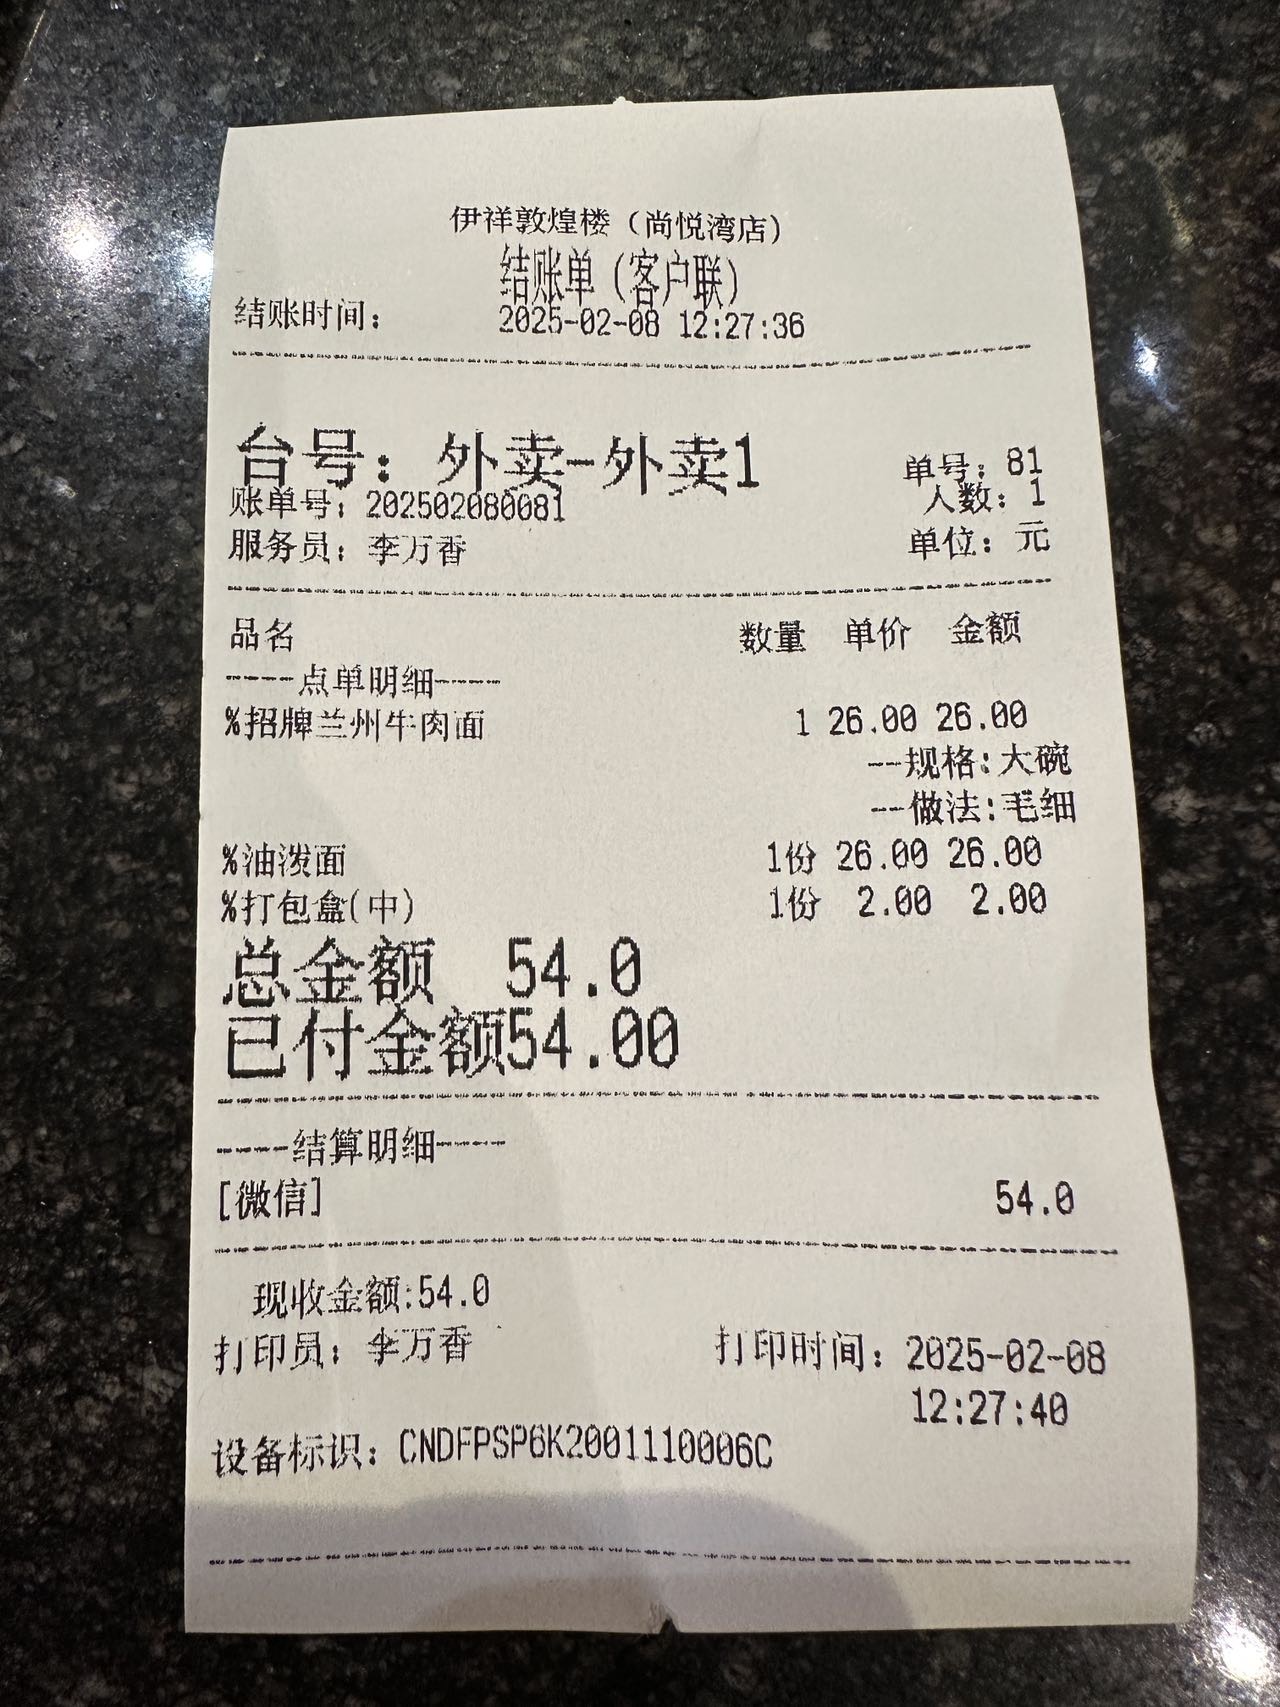 伊祥敦煌楼（尚悦湾店）
结账单（客户联）
结账时间： 2025-02-08 12:27:36
台号：外卖-外卖1 单号：81
账单号：202502080081 人数：1
服务员：李万香 单位：元
品名 数量 单价 金额
----点单明细----
%招牌兰州牛肉面 1 26.00 26.00
--规格:大碗
--做法:毛细
%油泼面 1份 26.00 26.00
%打包盒(中) 1份 2.00 2.00
总金额 54.0
已付金额54.00
----结算明细----
[微信] 54.0
现收金额:54.0
打印员：李万香 打印时间：2025-02-08
12:27:40
设备标识：CNDFPSP6K2001110006C